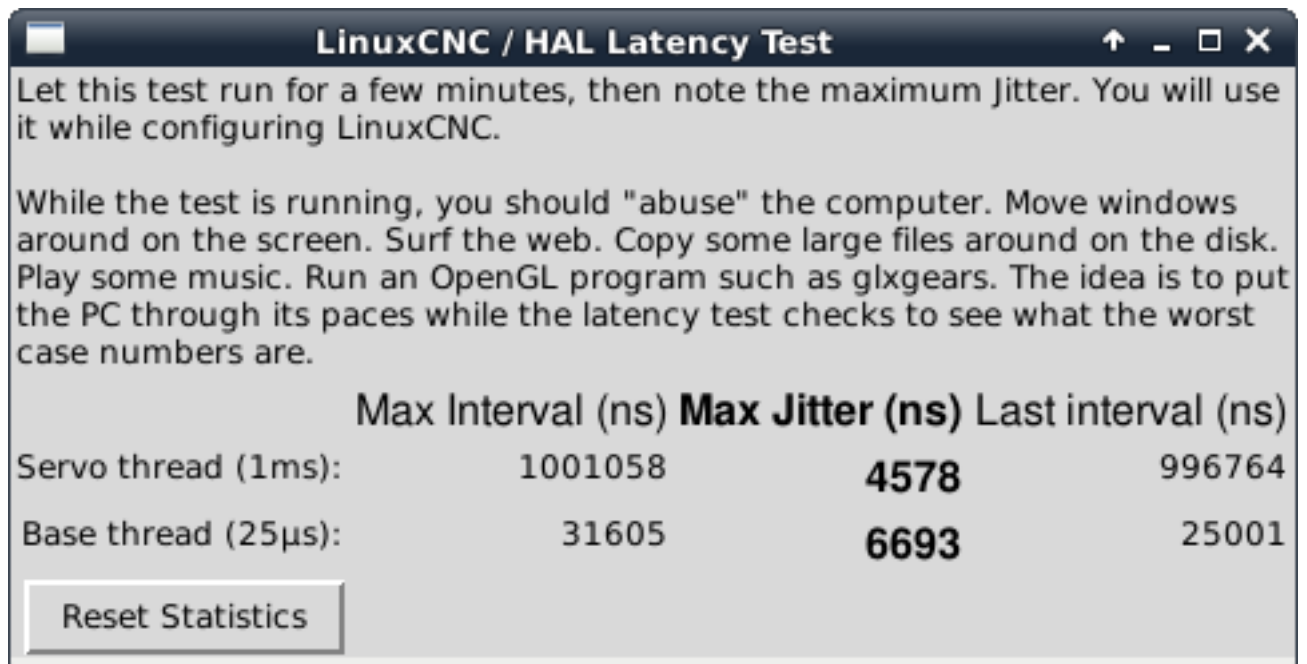 LinuxCNC / HAL Latency Test
Let this test run for a few minutes, then note the maximum Jitter. You will use
it while configuring LinuxCNC.
While the test is running, you should "abuse" the computer. Move windows
around on the screen. Surf the web. Copy some large files around on the disk.
Play some music. Run an OpenGL program such as glxgears. The idea is to put
the PC through its paces while the latency test checks to see what the worst
case numbers are.
Max Interval (ns) Max Jitter (ns) Last interval (ns)
Servo thread (1ms): 1001058 4578 996764
Base thread (25µs): 31605 6693 25001
Reset Statistics